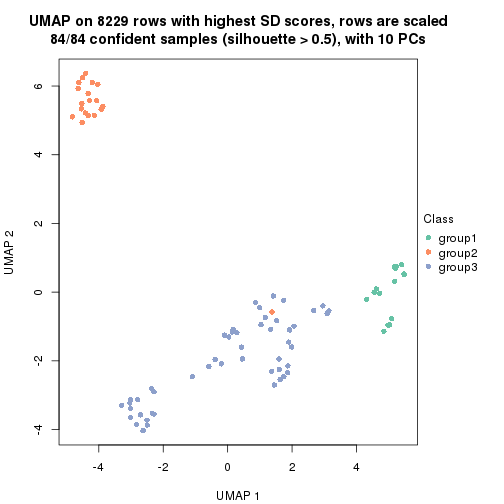 UMAP on 8229 rows with highest SD scores, rows are scaled
84/84 confident samples (silhouette > 0.5), with 10 PCs
UMAP 2
6
4
2
0
-2
-4
-4
-2
0
2
4
UMAP 1
Class
group1
group2
group3